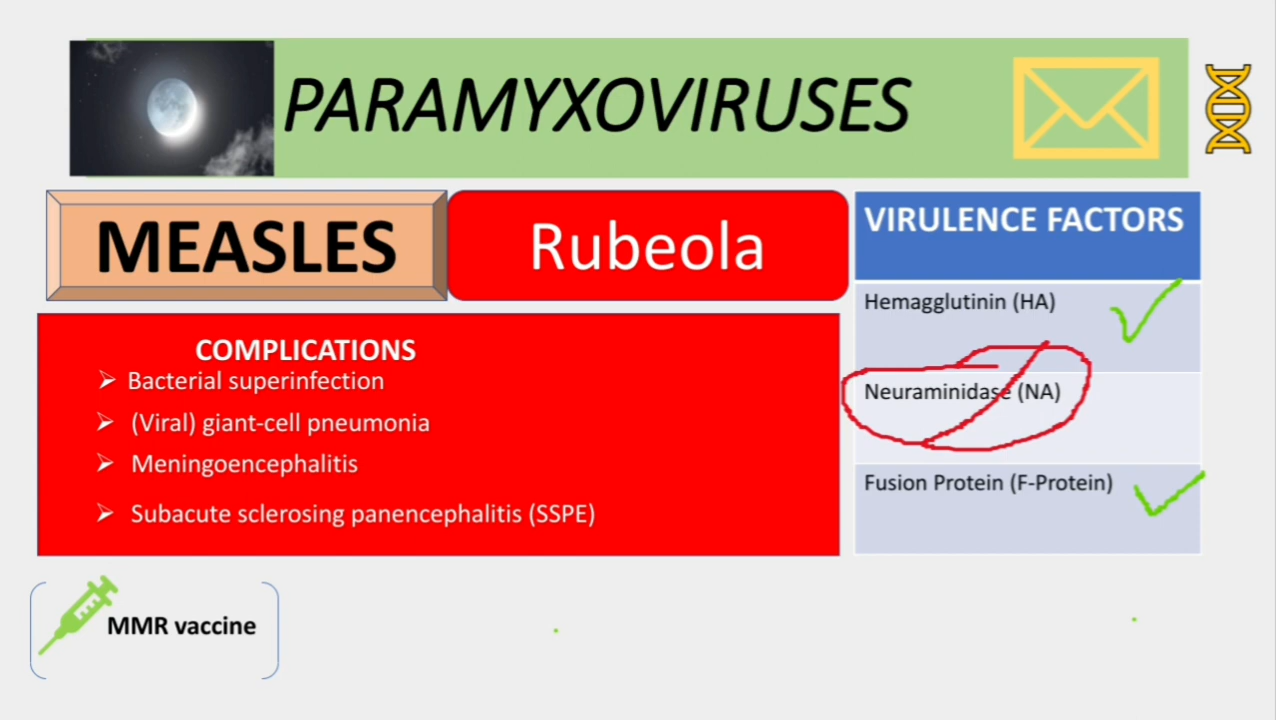 PARAMYXOVIRUSES
MEASLES
Rubeola
VIRULENCE FACTORS
Hemagglutinin (HA)
Neuraminidase (NA)
Fusion Protein (F-Protein)
COMPLICATIONS
Bacterial superinfection
(Viral) giant-cell pneumonia
Meningoencephalitis
Subacute sclerosing panencephalitis (SSPE)
MMR vaccine